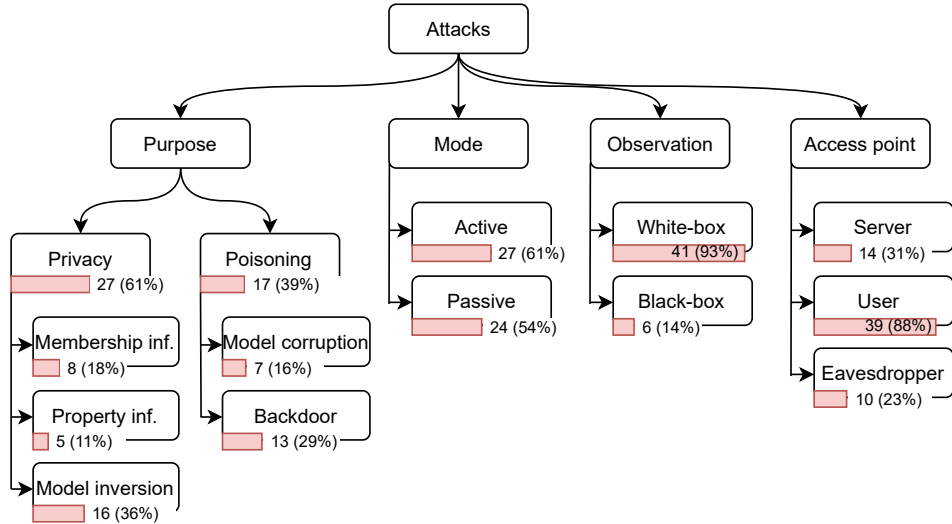 Attacks
Purpose
Mode
Observation
Access point
Privacy
27 (61%)
Membership inf.
8 (18%)
Property inf.
5 (11%)
Model inversion
16 (36%)
Poisoning
17 (39%)
Model corruption
7 (16%)
Backdoor
13 (29%)
Active
27 (61%)
Passive
24 (54%)
White-box
41 (93%)
Black-box
6 (14%)
Server
14 (31%)
User
39 (88%)
Eavesdropper
10 (23%)